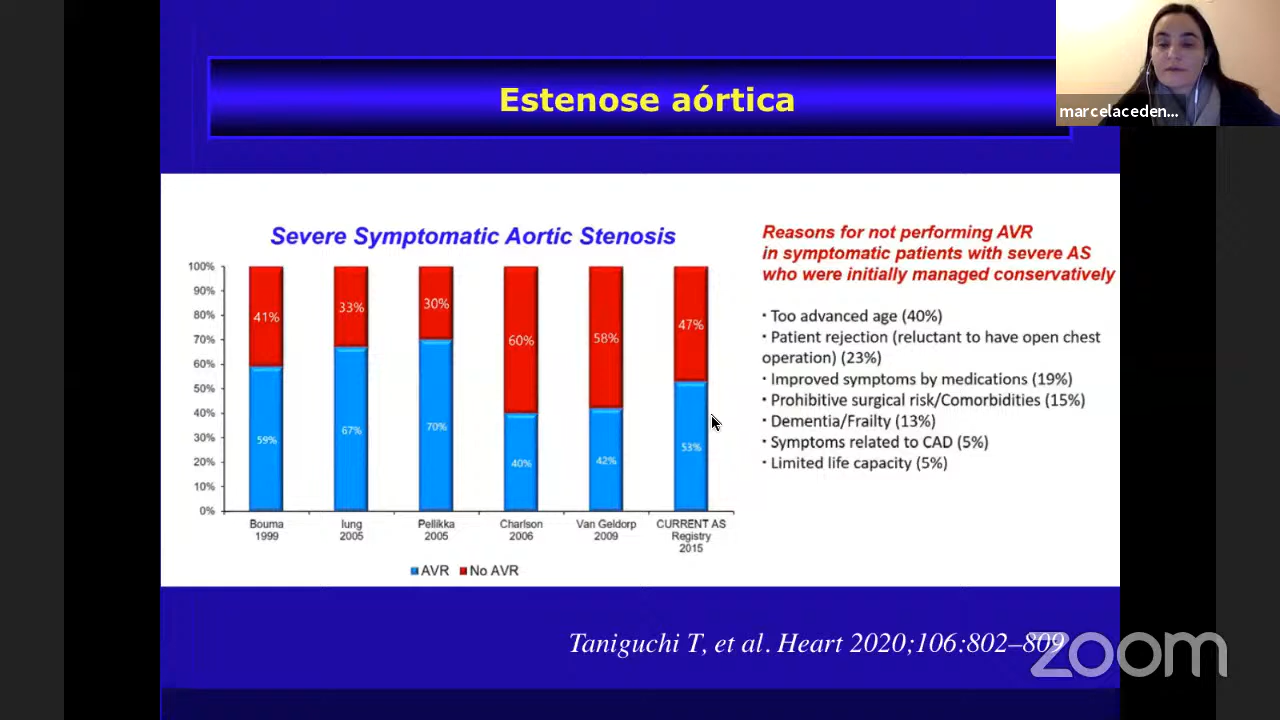 Estenose aórtica
marcelaceden...
Severe Symptomatic Aortic Stenosis
100%
90%
80%
70%
60%
50%
40%
30%
20%
10%
0%
41%
33%
30%
60%
58%
47%
59%
67%
70%
40%
42%
53%
Bouma
1999
Iung
2005
Pellikka
2005
Charlson
2006
Van Geldorp
2009
CURRENT AS
Registry
2015
AVR No AVR
Reasons for not performing AVR
in symptomatic patients with severe AS
who were initially managed conservatively
· Too advanced age (40%)
· Patient rejection (reluctant to have open chest
operation) (23%)
· Improved symptoms by medications (19%)
· Prohibitive surgical risk/Comorbidities (15%)
· Dementia/Frailty (13%)
· Symptoms related to CAD (5%)
· Limited life capacity (5%)
Taniguchi T, et al. Heart 2020;106:802–809
zoom